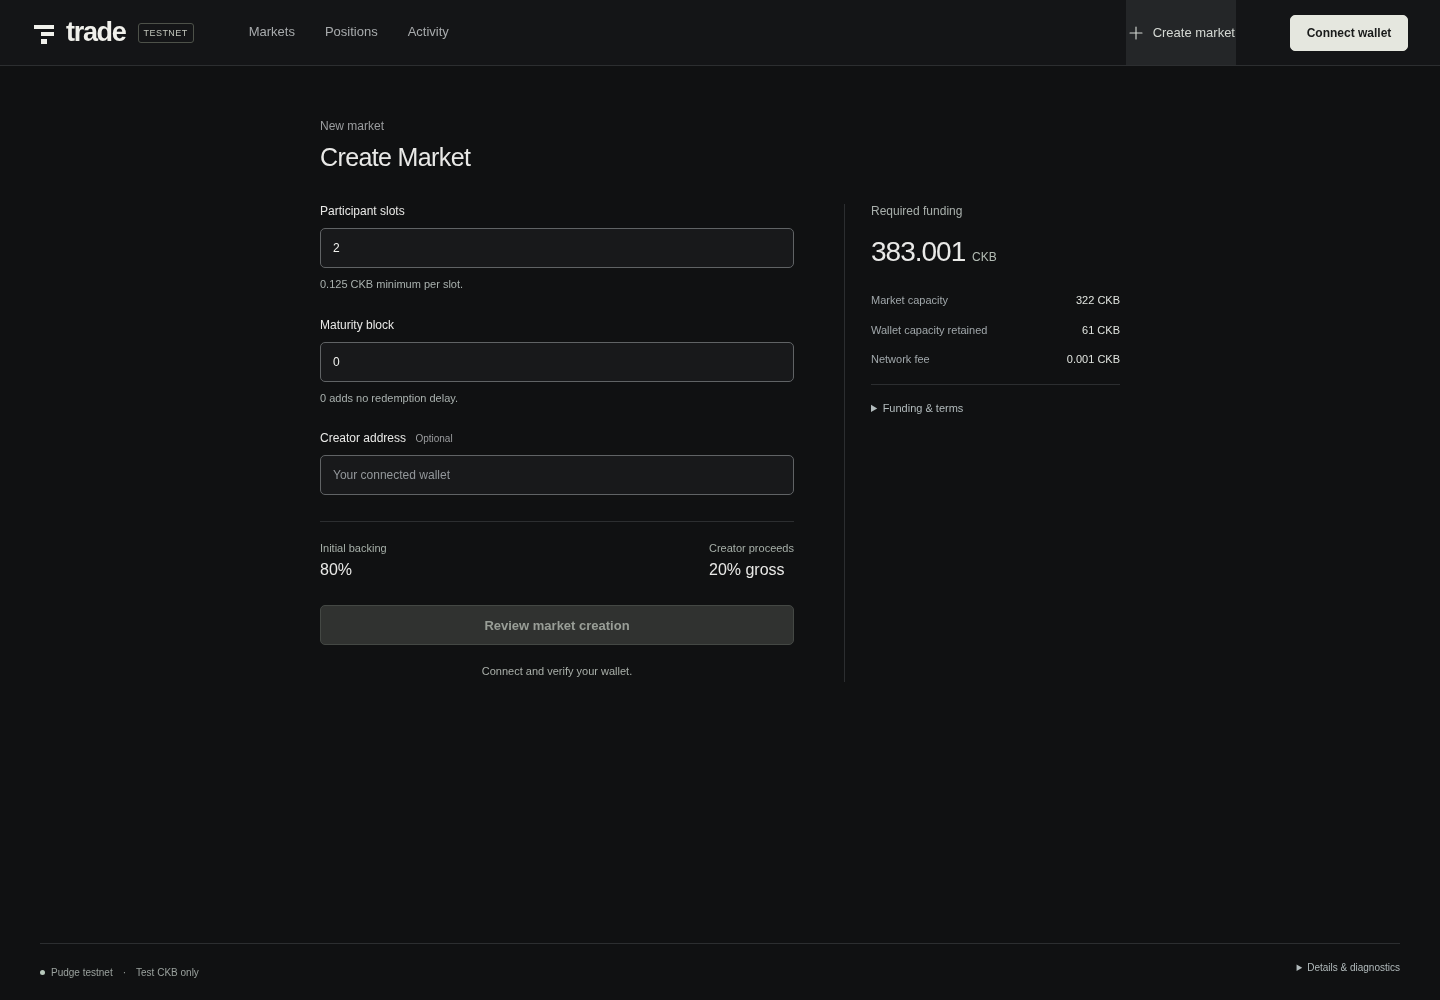 trade
TESTNET
Markets
Positions
Activity
Create market
Connect wallet
New market
Create Market
Participant slots
2
0.125 CKB minimum per slot.
Maturity block
0
0 adds no redemption delay.
Creator address Optional
Your connected wallet
Initial backing
80%
Creator proceeds
20% gross
Review market creation
Connect and verify your wallet.
Required funding
383.001 CKB
Market capacity 322 CKB
Wallet capacity retained 61 CKB
Network fee 0.001 CKB
Funding & terms
Pudge testnet · Test CKB only
Details & diagnostics